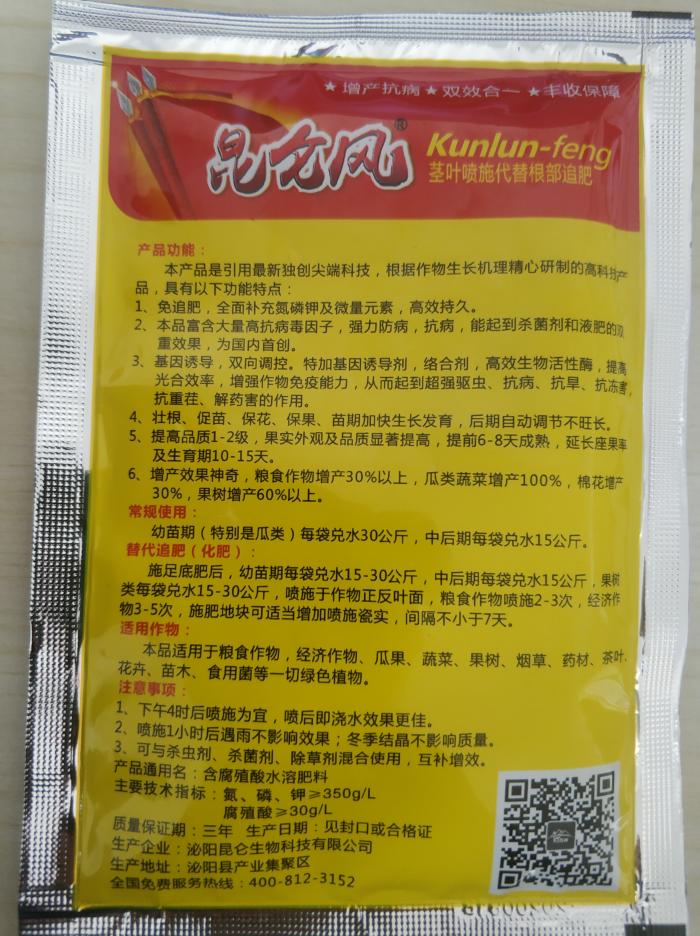 ★增产抗病★双效合一 ★丰收保障
昆仑风®
Kunlun-feng
茎叶喷施代替根部追肥
产品功能：
本产品是引用最新独创尖端科技，根据作物生长机理精心研制的高科技产
品，具有以下功能特点：
1、免追肥，全面补充氮磷钾及微量元素，高效持久。
2、本品富含大量高抗病毒因子，强力防病，抗病，能起到杀菌剂和液肥的双
重效果，为国内首创。
3、基因诱导，双向调控。特加基因诱导剂，络合剂，高效生物活性酶，提高
光合效率，增强作物免疫能力，从而起到超强驱虫、抗病、抗旱、抗冻害，
抗重茬、解药害的作用。
4、壮根、促苗、保花、保果、苗期加快生长发育，后期自动调节不旺长。
5、提高品质1-2级，果实外观及品质显著提高，提前6-8天成熟，延长座果率
及生育期10-15天。
6、增产效果神奇，粮食作物增产30%以上，瓜类蔬菜增产100%，棉花增产
30%，果树增产60%以上。
常规使用：
幼苗期（特别是瓜类）每袋兑水30公斤，中后期每袋兑水15公斤。
替代追肥（化肥）：
施足底肥后，幼苗期每袋兑水15-30公斤，中后期每袋兑水15公斤，果树
类每袋兑水15-30公斤，喷施于作物正反叶面，粮食作物喷施2-3次，经济作
物3-5次，施肥地块可适当增加喷施瓷实，间隔不小于7天。
适用作物：
本品适用于粮食作物，经济作物、瓜果、蔬菜、果树、烟草、药材、茶叶、
花卉、苗木、食用菌等一切绿色植物。
注意事项：
1、下午4时后喷施为宜，喷后即浇水效果更佳。
2、喷施1小时后遇雨不影响效果；冬季结晶不影响质量。
3、可与杀虫剂、杀菌剂、除草剂混合使用，互补增效。
产品通用名：含腐殖酸水溶肥料
主要技术指标：氮、磷、钾≥350g/L
腐殖酸≥30g/L
质量保证期：三年 生产日期：见封口或合格证
生产企业：泌阳昆仑生物科技有限公司
生产地址：泌阳县产业集聚区
全国免费服务热线：400-812-3152